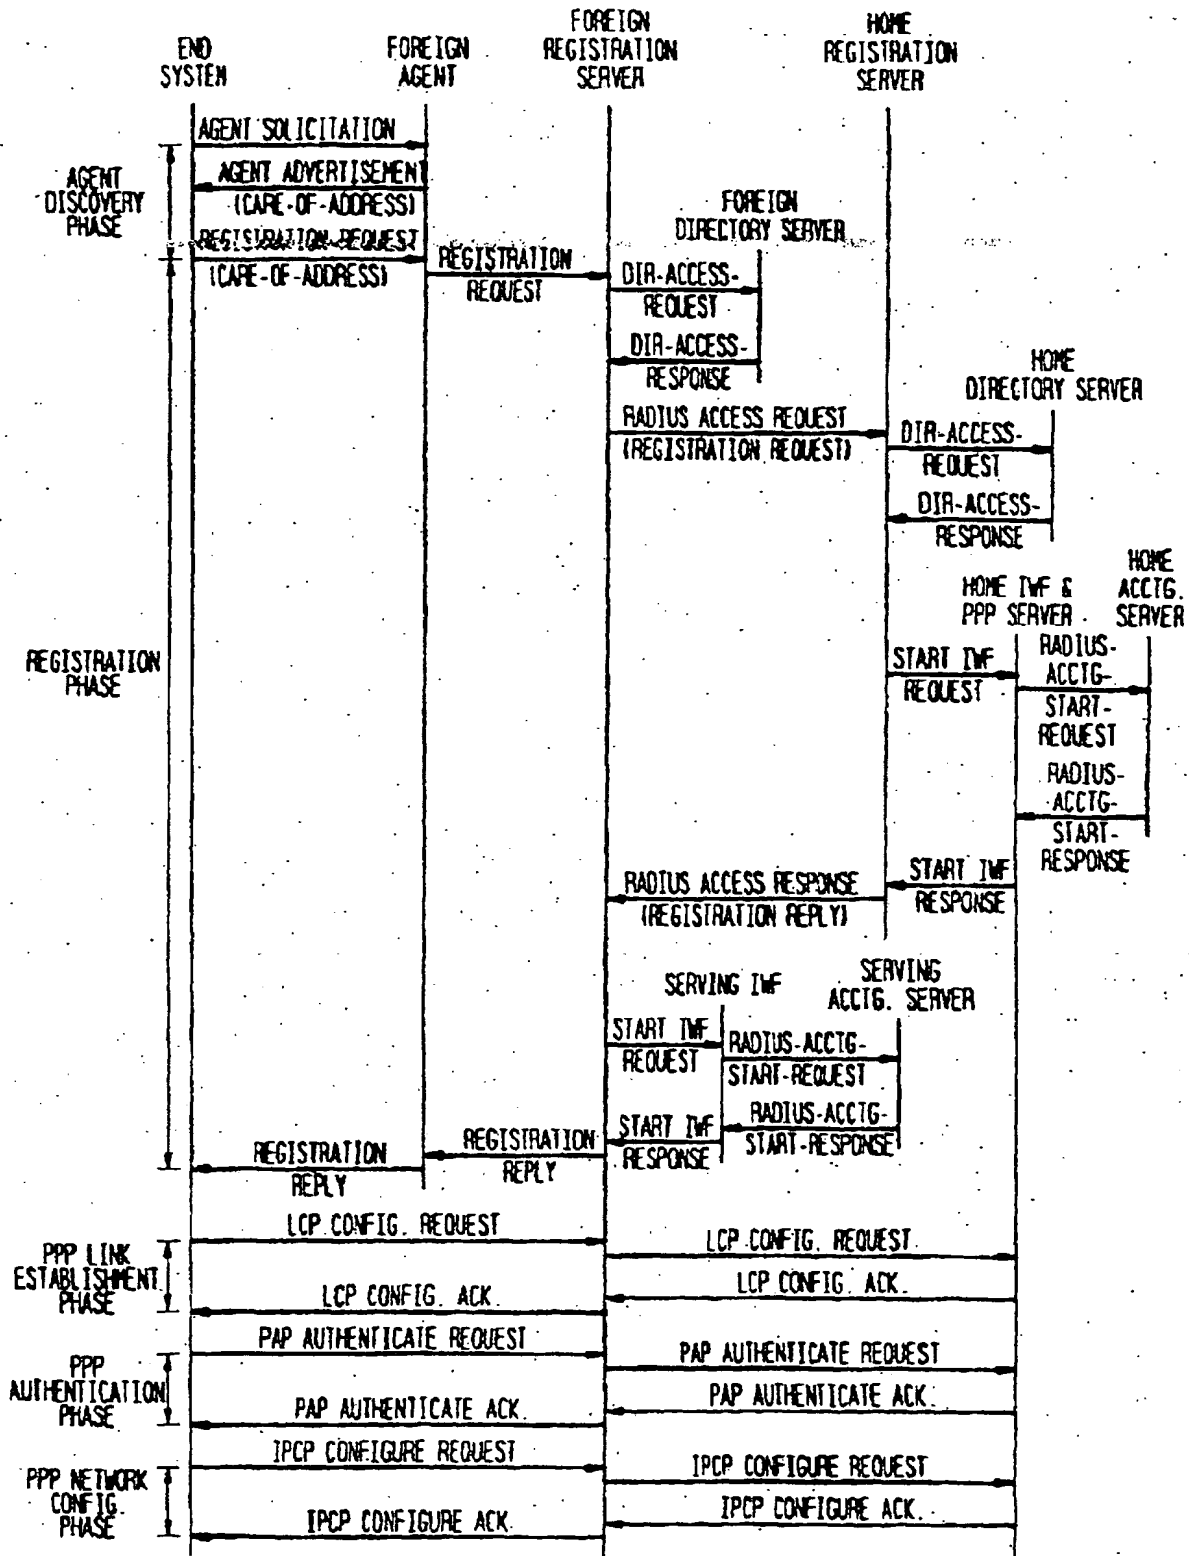 END
SYSTEM
FOREIGN
AGENT
FOREIGN
REGISTRATION
SERVER
HOME
REGISTRATION
SERVER
AGENT SOLICITATION
AGENT ADVERTISEMENT
(CARE-OF-ADDRESS)
AGENT
DISCOVERY
PHASE
REGISTRATION REQUEST
(CARE-OF-ADDRESS)
REGISTRATION
REQUEST
FOREIGN
DIRECTORY SERVER
DIR-ACCESS-
REQUEST
DIR-ACCESS-
RESPONSE
HOME
DIRECTORY SERVER
RADIUS ACCESS REQUEST
(REGISTRATION REQUEST)
DIR-ACCESS-
REQUEST
DIR-ACCESS-
RESPONSE
HOME IWF &
PPP SERVER
HOME
ACCTG.
SERVER
REGISTRATION
PHASE
START IWF
REQUEST
RADIUS-
ACCTG-
START-
REQUEST
RADIUS-
ACCTG-
START-
RESPONSE
START IWF
RESPONSE
RADIUS ACCESS RESPONSE
(REGISTRATION REPLY)
SERVING IWF
SERVING
ACCTG. SERVER
START IWF
REQUEST
RADIUS-ACCTG-
START-REQUEST
RADIUS-ACCTG-
START-RESPONSE
START IWF
RESPONSE
REGISTRATION
REPLY
REGISTRATION
REPLY
LCP CONFIG. REQUEST
LCP CONFIG. REQUEST
PPP LINK
ESTABLISHMENT
PHASE
LCP CONFIG. ACK.
LCP CONFIG. ACK.
PAP AUTHENTICATE REQUEST
PAP AUTHENTICATE REQUEST
PPP
AUTHENTICATION
PHASE
PAP AUTHENTICATE ACK.
PAP AUTHENTICATE ACK.
IPCP CONFIGURE REQUEST
IPCP CONFIGURE REQUEST
PPP NETWORK
CONFIG.
PHASE
IPCP CONFIGURE ACK.
IPCP CONFIGURE ACK.